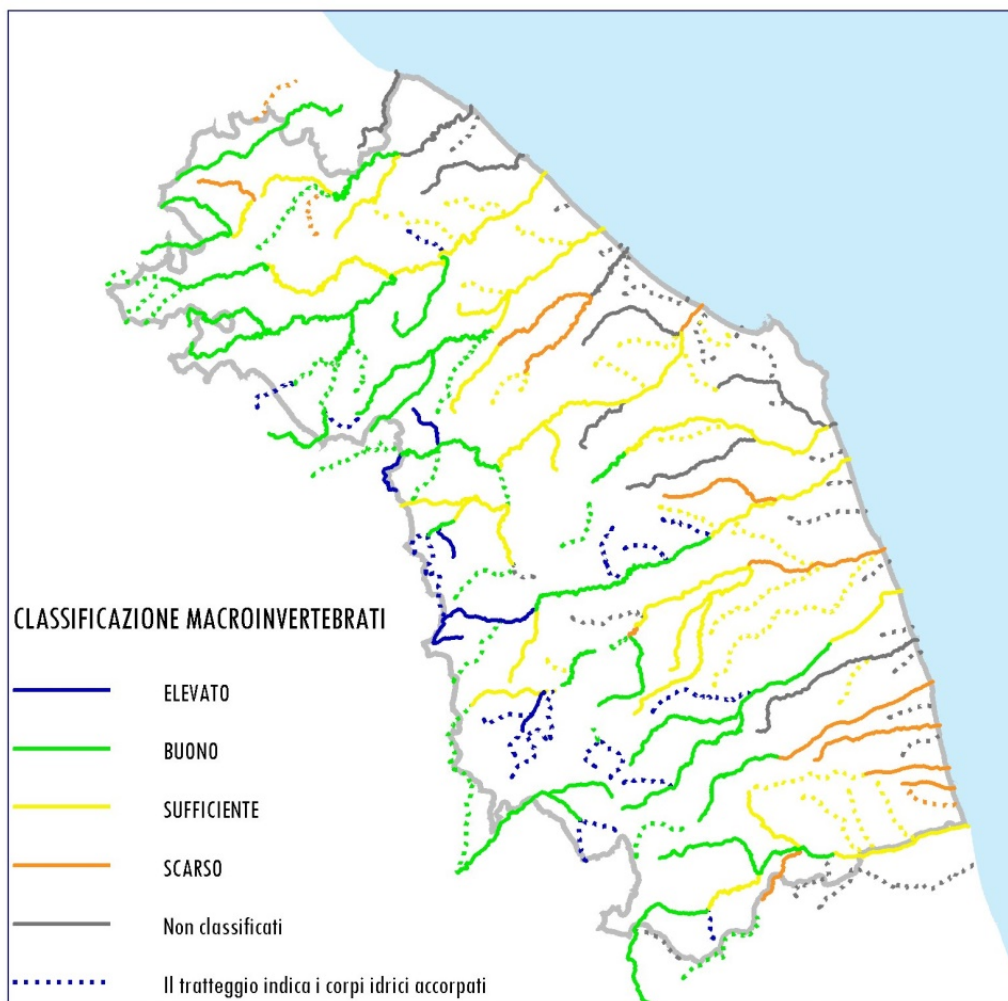 CLASSIFICAZIONE MACROINVERTEBRATI
ELEVATO
BUONO
SUFFICIENTE
SCARSO
Non classificati
Il tratteggio indica i corpi idrici accorpati